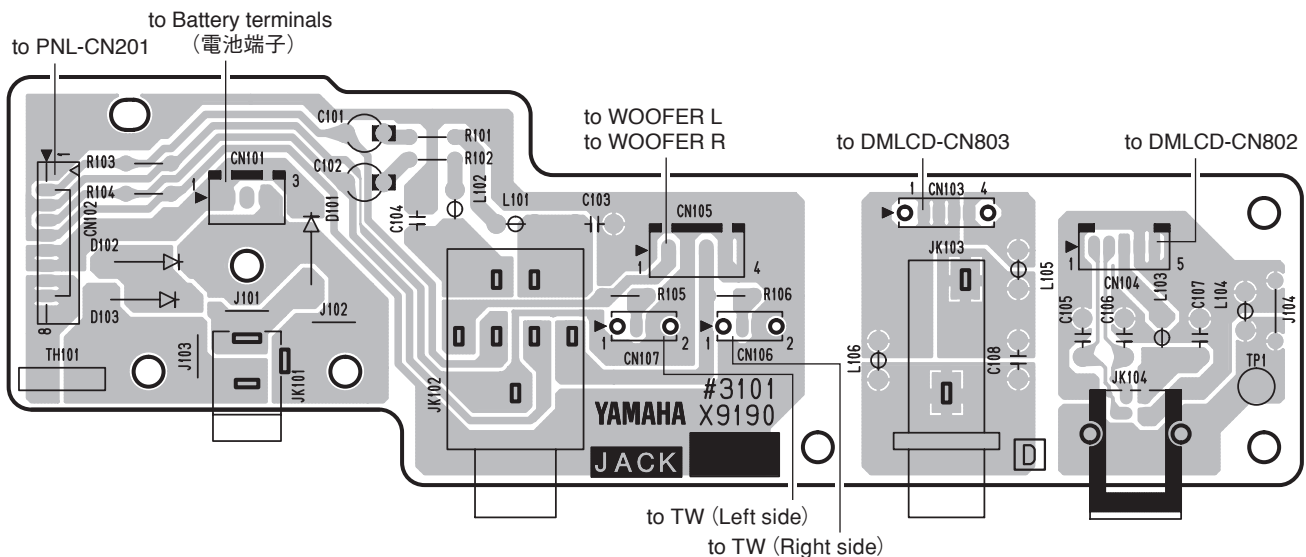 to Battery terminals
(電池端子)
to PNL-CN201
to WOOFER L
to WOOFER R
to DMLCD-CN803
to DMLCD-CN802
C101
R101
R102
C102
R103
R104
CN101
1
3
1
CN102
8
D101
D102
D103
J101
J102
J103
TH101
JK101
C104
L102
L101
C103
JK102
CN105
1
4
R105
R106
1
2
CN107
1
2
CN106
#3101
YAMAHA X9190
JACK
1
CN103
4
JK103
L105
L106
C108
D
1
5
CN104
L103
C105
C106
C107
L104
J104
JK104
TP1
to TW (Left side)
to TW (Right side)